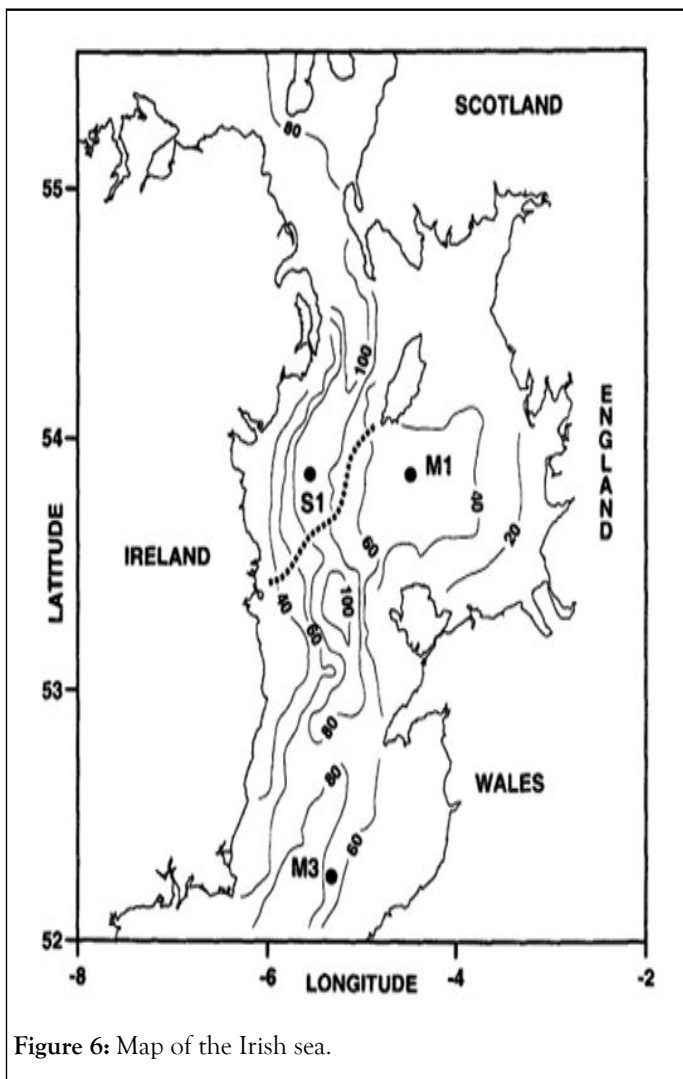 SCOTLAND
80
55
100
ENGLAND
54
M1
S1
40
20
60
IRELAND
LATITUDE
40
100
60
53
80
80
WALES
60
M3
52
-8
-6
-4
-2
LONGITUDE
Figure 6: Map of the Irish sea.